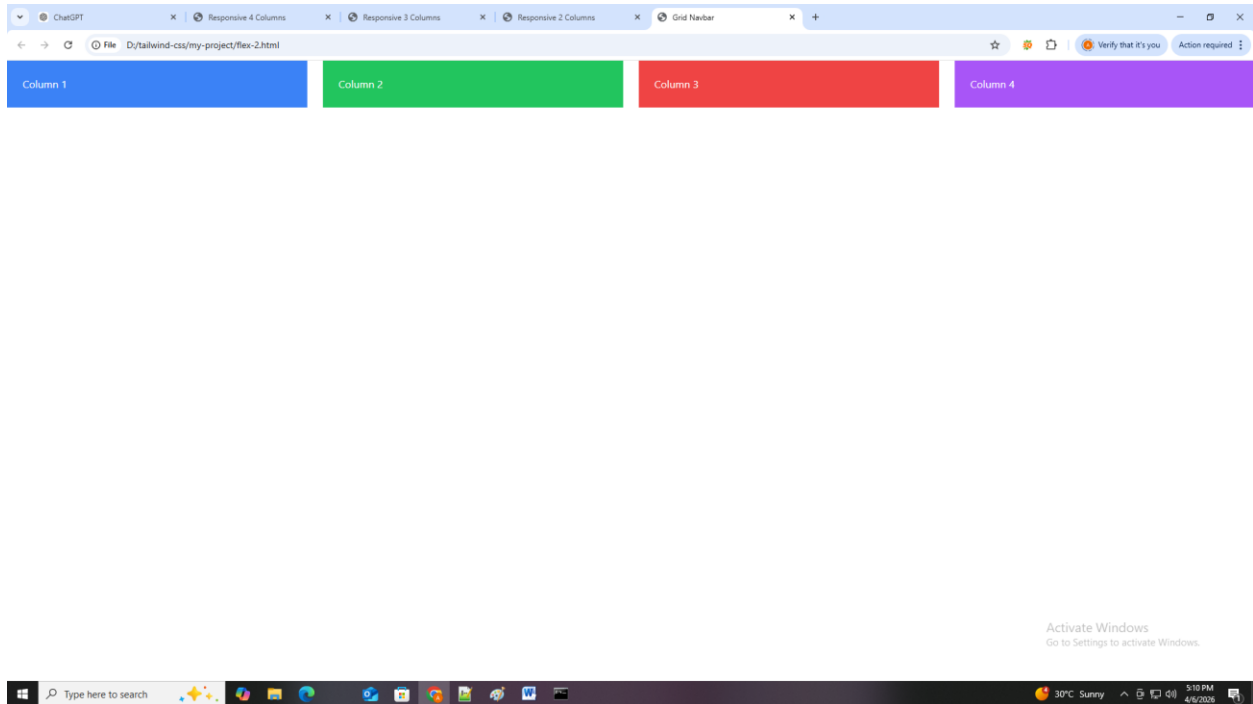 ChatGPT
Responsive 4 Columns
Responsive 3 Columns
Responsive 2 Columns
Grid Navbar
File D:/tailwind-css/my-project/flex-2.html
Verify that it's you
Action required
Column 1
Column 2
Column 3
Column 4
Activate Windows
Go to Settings to activate Windows.
Type here to search
30°C Sunny
5:10 PM
4/6/2026